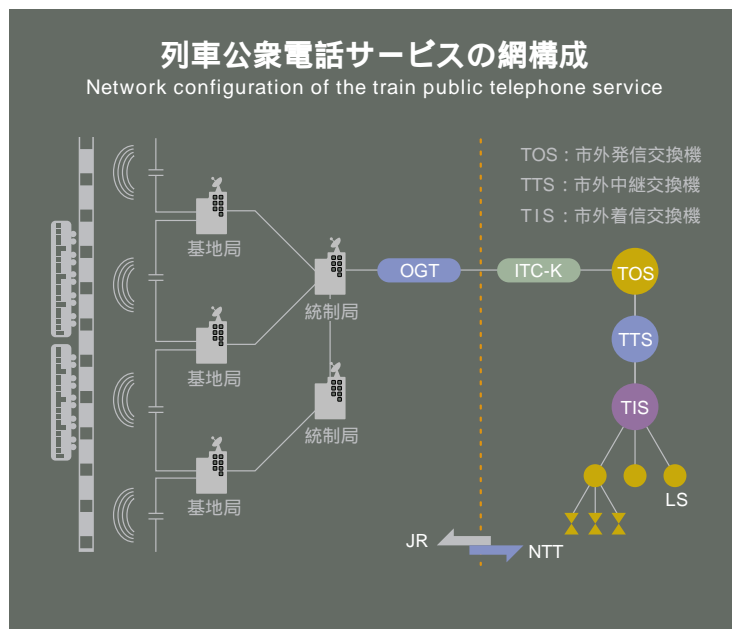 列車公衆電話サービスの網構成
Network configuration of the train public telephone service
TOS：市外発信交換機
TTS：市外中継交換機
TIS：市外着信交換機
基地局
統制局
OGT
ITC-K
TOS
TTS
基地局
統制局
TIS
基地局
LS
JR
NTT